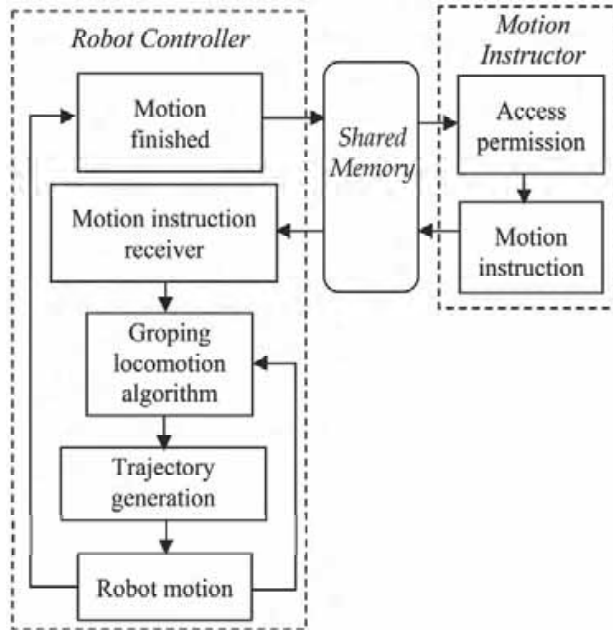 Robot Controller
Motion
finished
Motion instruction
receiver
Groping
locomotion
algorithm
Trajectory
generation
Robot motion
Shared
Memory
Motion
Instructor
Access
permission
Motion
instruction